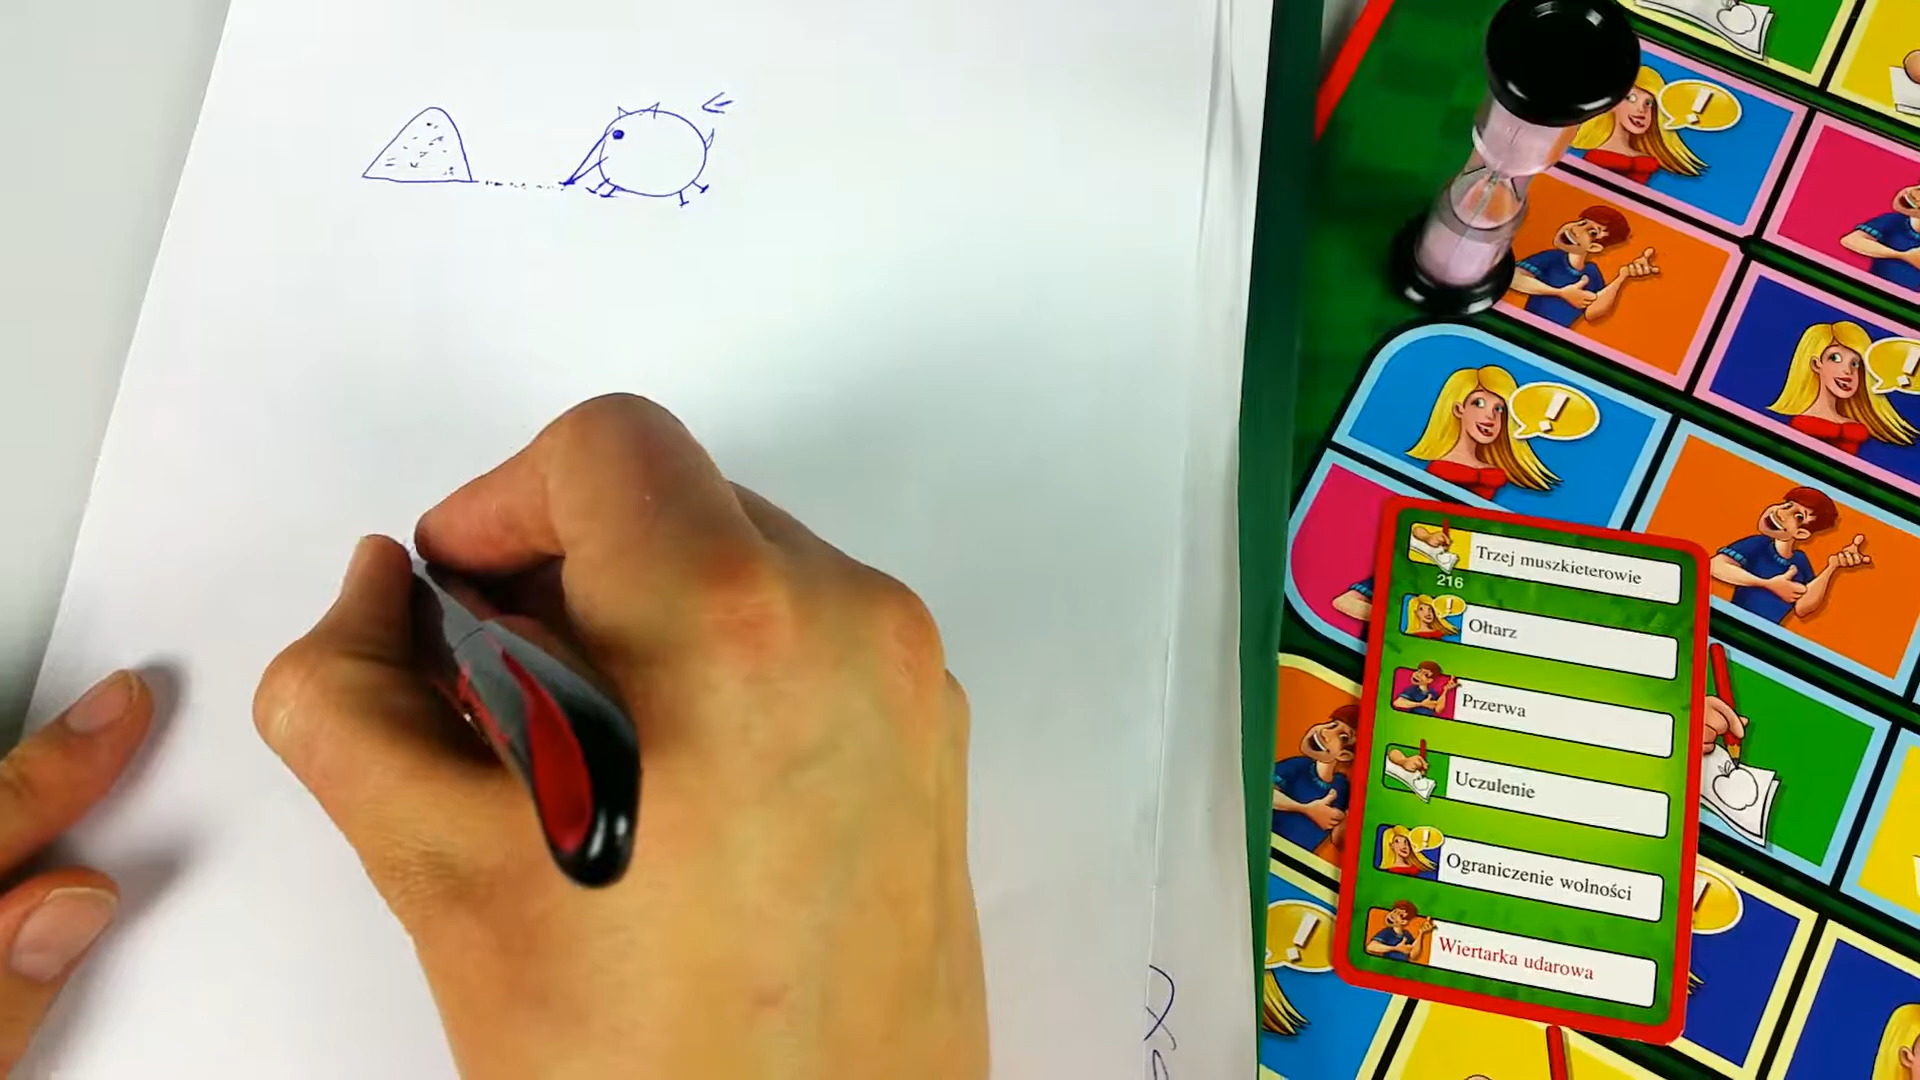 Trzej muszkieterowie
216
Ołtarz
Przerwa
Uczulenie
Ograniczenie wolności
Wiertarka udarowa